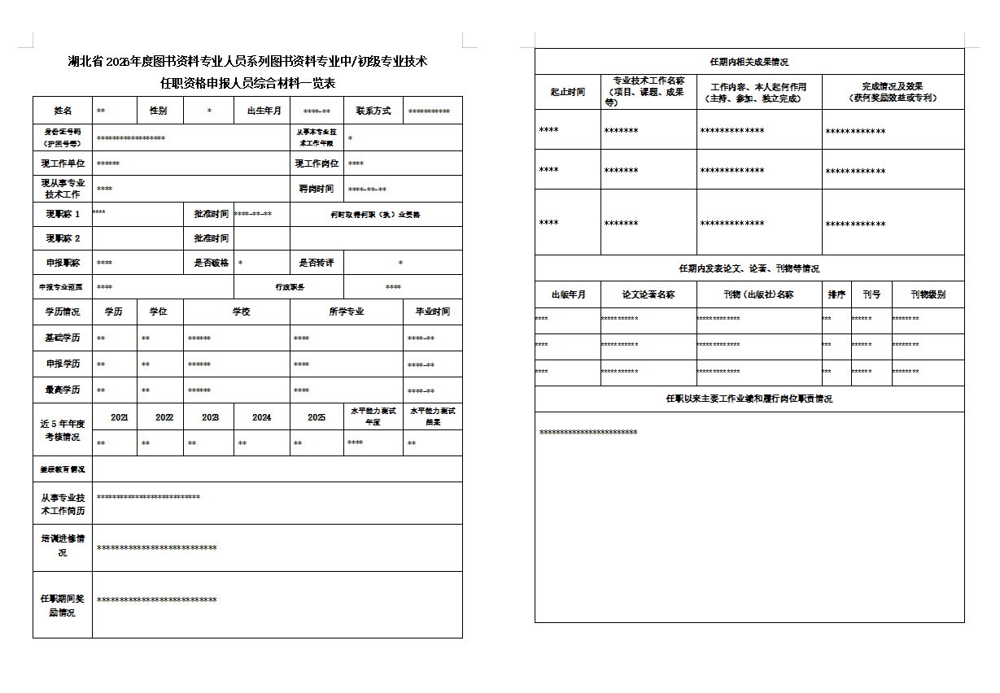 湖北省2026年度图书资料专业人员系列图书资料专业中/初级专业技术
任职资格申报人员综合材料一览表
姓名 ** 性别 * 出生年月 ****-** 联系方式 ***********
身份证号码
（护照号等） ****************** 从事本专业技
术工作年限 *
现工作单位 ****** 现工作岗位 ****
现从事专业
技术工作 **** 聘岗时间 ****-**-**
现职称1 **** 批准时间 ****-**-** 何时取得何职（执）业资格
现职称2 批准时间
申报职称 **** 是否破格 * 是否转评 *
申报专业范围 **** 行政职务 ****
学历情况 学历 学位 学校 所学专业 毕业时间
基础学历 ** ** ****** **** ****-**
申报学历 ** ** ****** **** ****-**
最高学历 ** ** ****** **** ****-**
近5年年度
考核情况 2021 2022 2023 2024 2025 水平能力测试
年度 水平能力测试
结果
** ** ** ** ** **** **
继续教育情况
从事专业技
术工作简历 ***************************
培训进修情
况 ***************************
任职期间奖
励情况 ***************************
任期内相关成果情况
起止时间 专业技术工作名称
（项目、课题、成果
等） 工作内容、本人起何作用
（主持、参加、独立完成） 完成情况及效果
（获何奖励效益或专利）
**** ******* ************* ************
**** ******* ************* ************
**** ******* ************* ************
任期内发表论文、论著、刊物等情况
出版年月 论文论著名称 刊物（出版社）名称 排序 刊号 刊物级别
**** *********** ************* *** ****** ********
**** *********** ************* *** ****** ********
**** *********** ************* *** ****** ********
任职以来主要工作业绩和履行岗位职责情况
************************